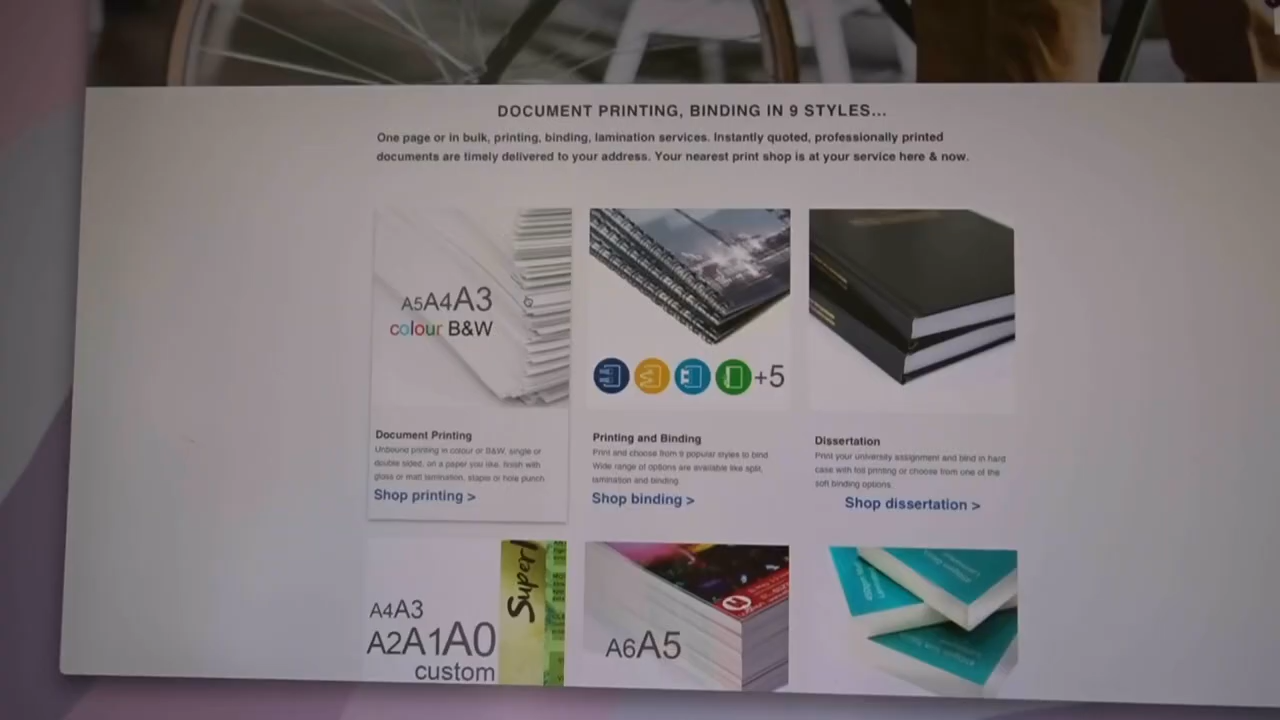 DOCUMENT PRINTING, BINDING IN 9 STYLES...
One page or in bulk, printing, binding, lamination services. Instantly quoted, professionally printed
documents are timely delivered to your address. Your nearest print shop is at your service here & now.
A5A4A3
colour B&W
+5
Document Printing
Unbound printing in colour or B&W, single or
double sided, on a paper you like, finish with
gloss or matt lamination, staple or hole punch
Shop printing >
Printing and Binding
Print and choose from 9 popular styles to bind
Wide range of options are available like split,
lamination and binding
Shop binding >
Dissertation
Print your university assignment and bind in hard
case with foil printing or choose from one of the
soft binding options
Shop dissertation >
A4A3
A2A1A0
custom
Super
A6A5